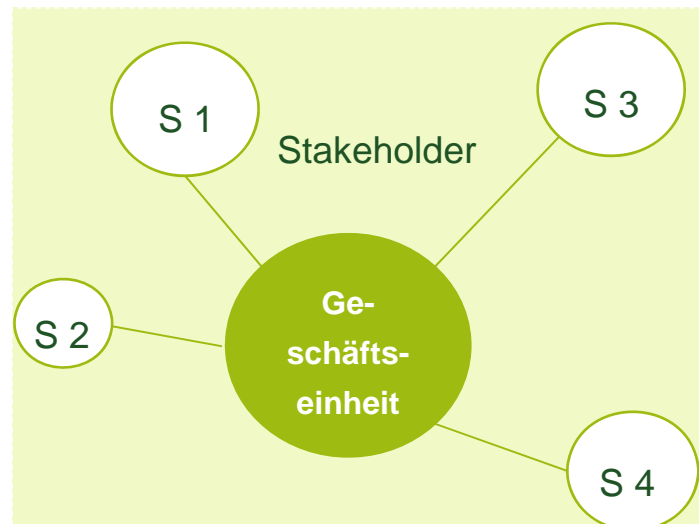 S 1
S 3
Stakeholder
S 2
Ge-
schäfts-
einheit
S 4